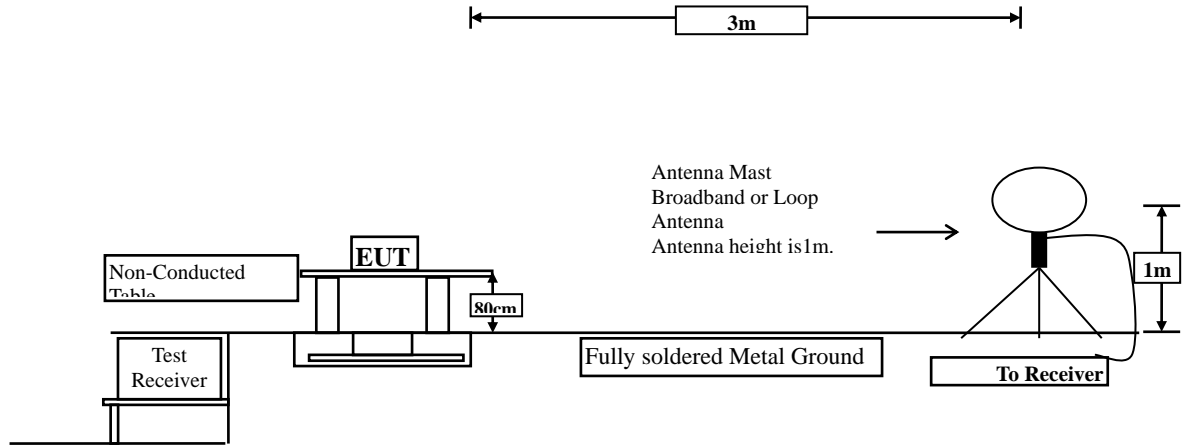 3m
Antenna Mast
Broadband or Loop
Antenna
Antenna height is1m.
EUT
Non-Conducted
Table
80cm
1m
Test
Receiver
Fully soldered Metal Ground
To Receiver